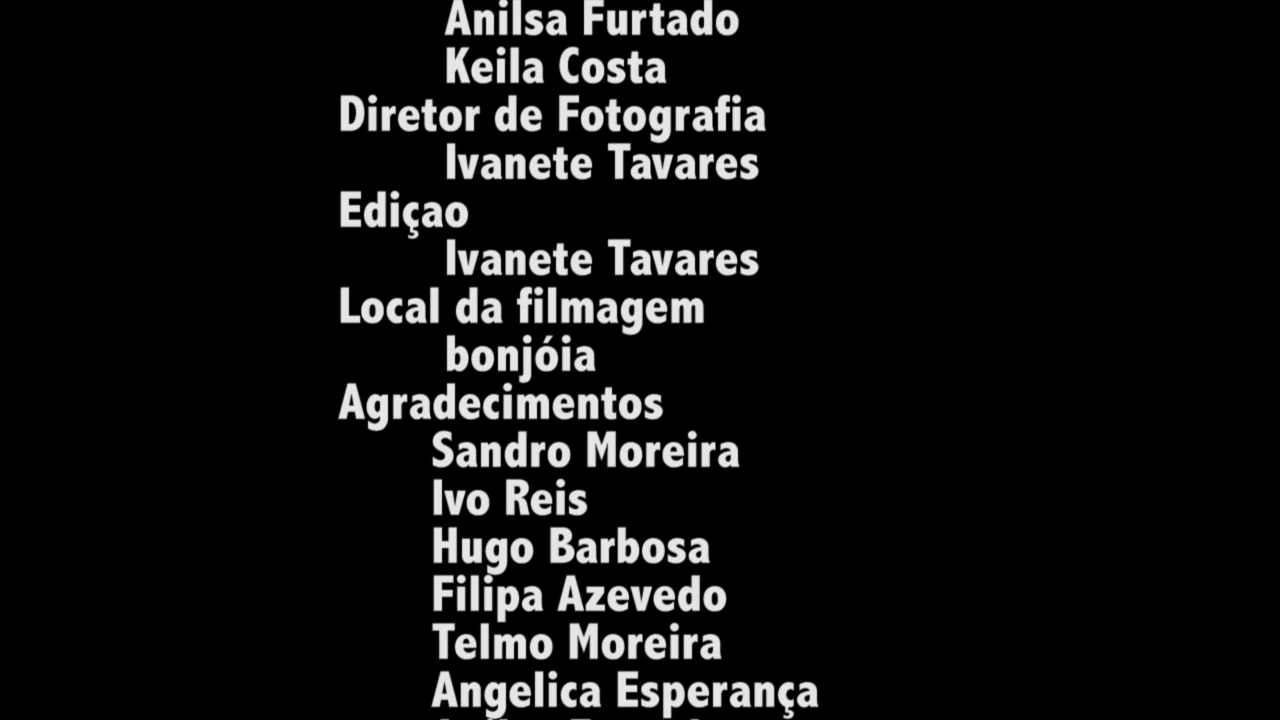 Anilsa Furtado
Keila Costa
Diretor de Fotografia
Ivanete Tavares
Ediçao
Ivanete Tavares
Local da filmagem
bonjóia
Agradecimentos
Sandro Moreira
Ivo Reis
Hugo Barbosa
Filipa Azevedo
Telmo Moreira
Angelica Esperança